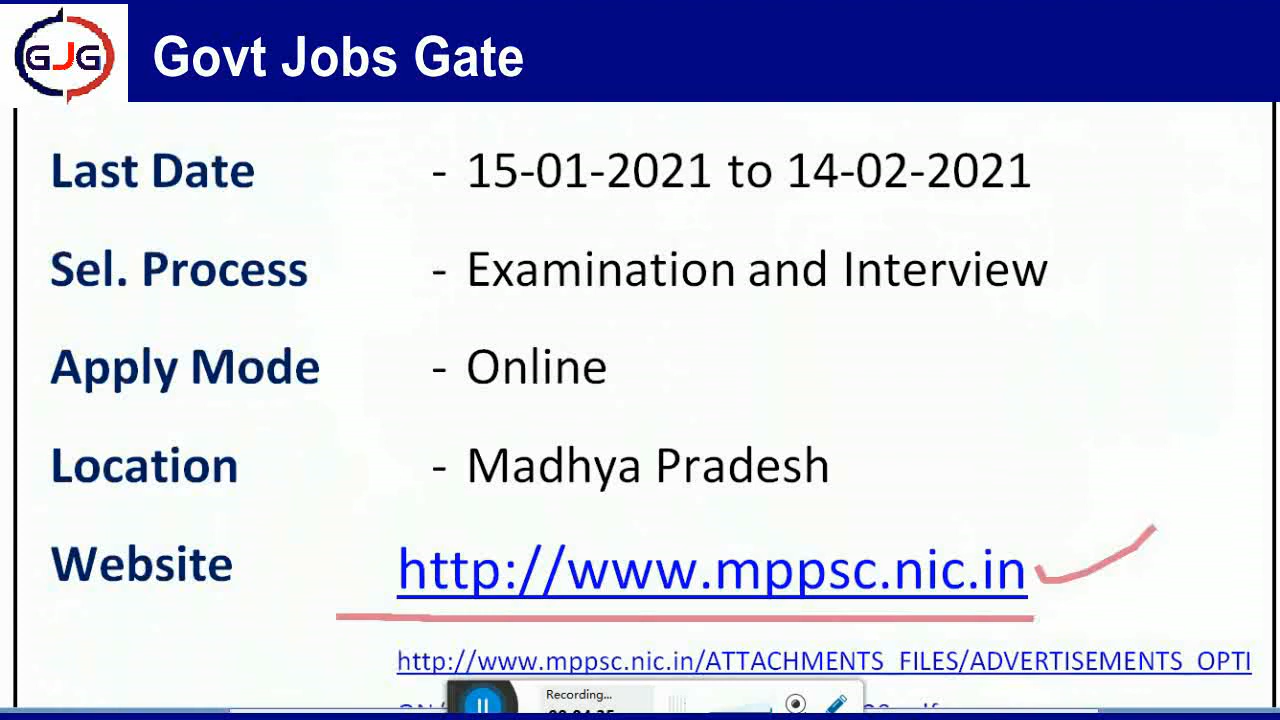 GJG Govt Jobs Gate
Last Date - 15-01-2021 to 14-02-2021
Sel. Process - Examination and Interview
Apply Mode - Online
Location - Madhya Pradesh
Website http://www.mppsc.nic.in
http://www.mppsc.nic.in/ATTACHMENTS_FILES/ADVERTISEMENTS_OPTI
Recording...